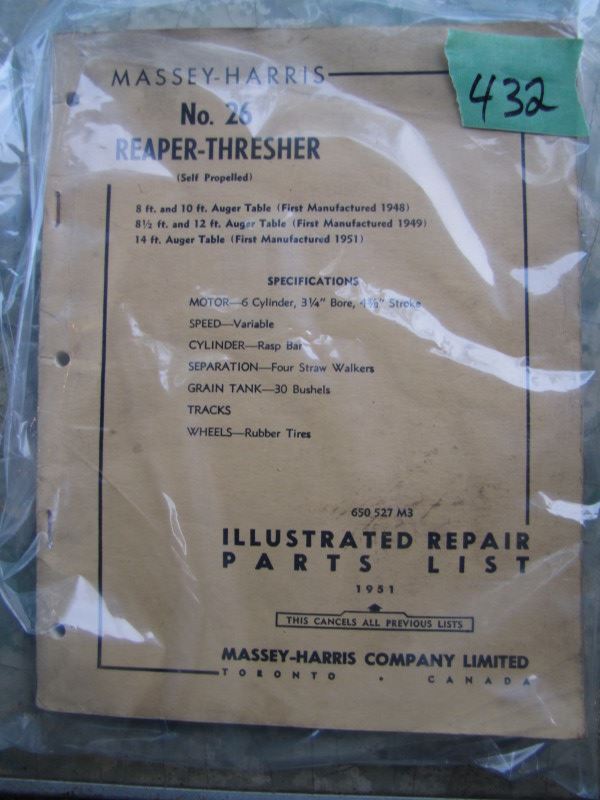 MASSEY-HARRIS
432
No. 26
REAPER-THRESHER
(Self Propelled)
8 ft. and 10 ft. Auger Table (First Manufactured 1948)
8½ ft. and 12 ft. Auger Table (First Manufactured 1949)
14 ft. Auger Table (First Manufactured 1951)
SPECIFICATIONS
MOTOR—6 Cylinder, 3¼" Bore, 4⅜" Stroke
SPEED—Variable
CYLINDER—Rasp Bar
SEPARATION—Four Straw Walkers
GRAIN TANK—30 Bushels
TRACKS
WHEELS—Rubber Tires
650 527 M3
ILLUSTRATED REPAIR
PARTS LIST
1951
THIS CANCELS ALL PREVIOUS LISTS
MASSEY-HARRIS COMPANY LIMITED
TORONTO • CANADA